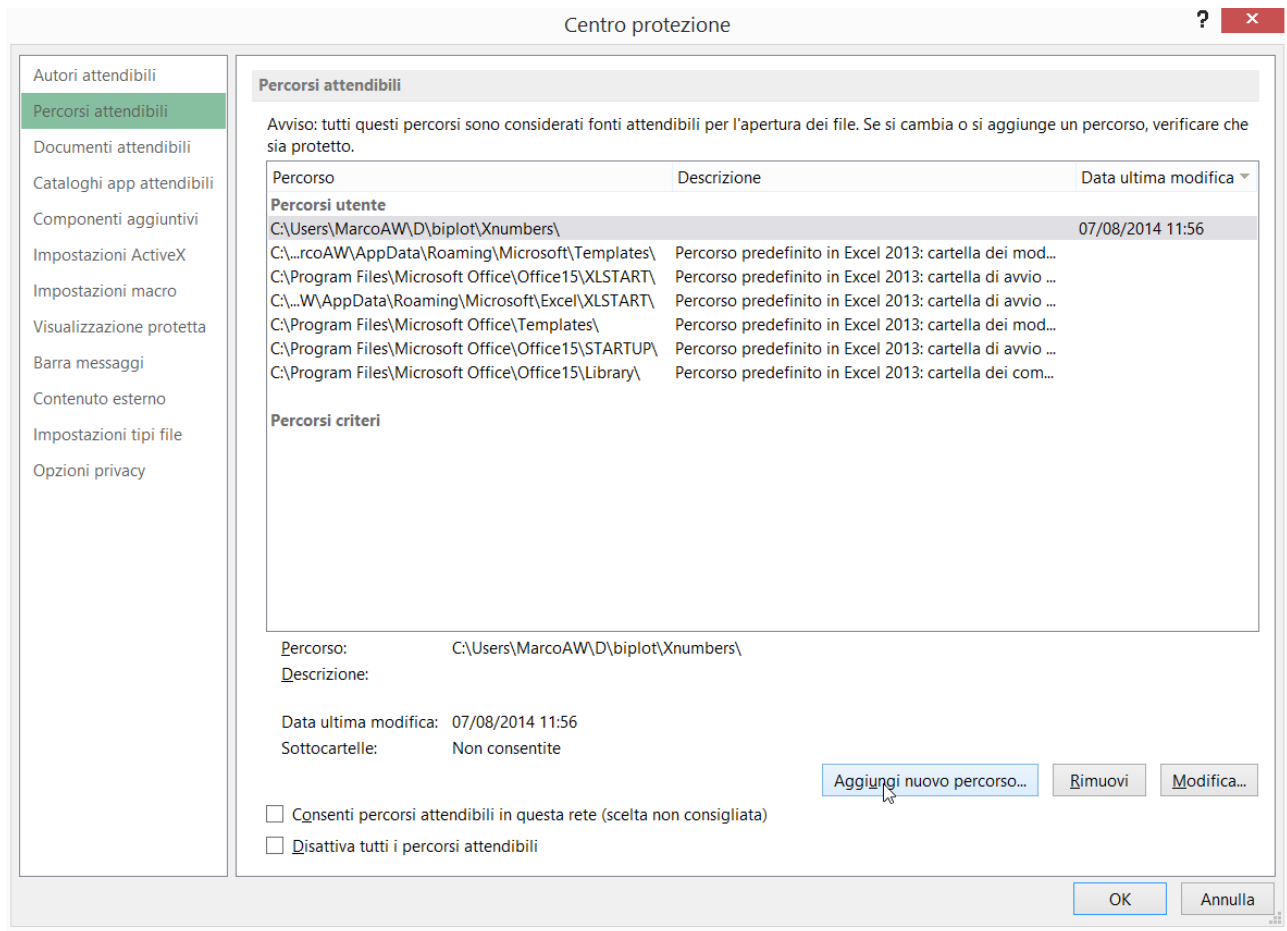 Centro protezione
?
Autori attendibili
Percorsi attendibili
Documenti attendibili
Cataloghi app attendibili
Componenti aggiuntivi
Impostazioni ActiveX
Impostazioni macro
Visualizzazione protetta
Barra messaggi
Contenuto esterno
Impostazioni tipi file
Opzioni privacy
Percorsi attendibili
Avviso: tutti questi percorsi sono considerati fonti attendibili per l'apertura dei file. Se si cambia o si aggiunge un percorso, verificare che
sia protetto.
Percorso Descrizione Data ultima modifica
Percorsi utente
C:\Users\MarcoAW\D\biplot\Xnumbers\ 07/08/2014 11:56
C:\...rcoAW\AppData\Roaming\Microsoft\Templates\ Percorso predefinito in Excel 2013: cartella dei mod...
C:\Program Files\Microsoft Office\Office15\XLSTART\ Percorso predefinito in Excel 2013: cartella di avvio ...
C:\...W\AppData\Roaming\Microsoft\Excel\XLSTART\ Percorso predefinito in Excel 2013: cartella di avvio ...
C:\Program Files\Microsoft Office\Templates\ Percorso predefinito in Excel 2013: cartella dei mod...
C:\Program Files\Microsoft Office\Office15\STARTUP\ Percorso predefinito in Excel 2013: cartella di avvio ...
C:\Program Files\Microsoft Office\Office15\Library\ Percorso predefinito in Excel 2013: cartella dei com...
Percorsi criteri
Percorso: C:\Users\MarcoAW\D\biplot\Xnumbers\
Descrizione:
Data ultima modifica: 07/08/2014 11:56
Sottocartelle: Non consentite
Aggiungi nuovo percorso... Rimuovi Modifica...
Consenti percorsi attendibili in questa rete (scelta non consigliata)
Disattiva tutti i percorsi attendibili
OK Annulla